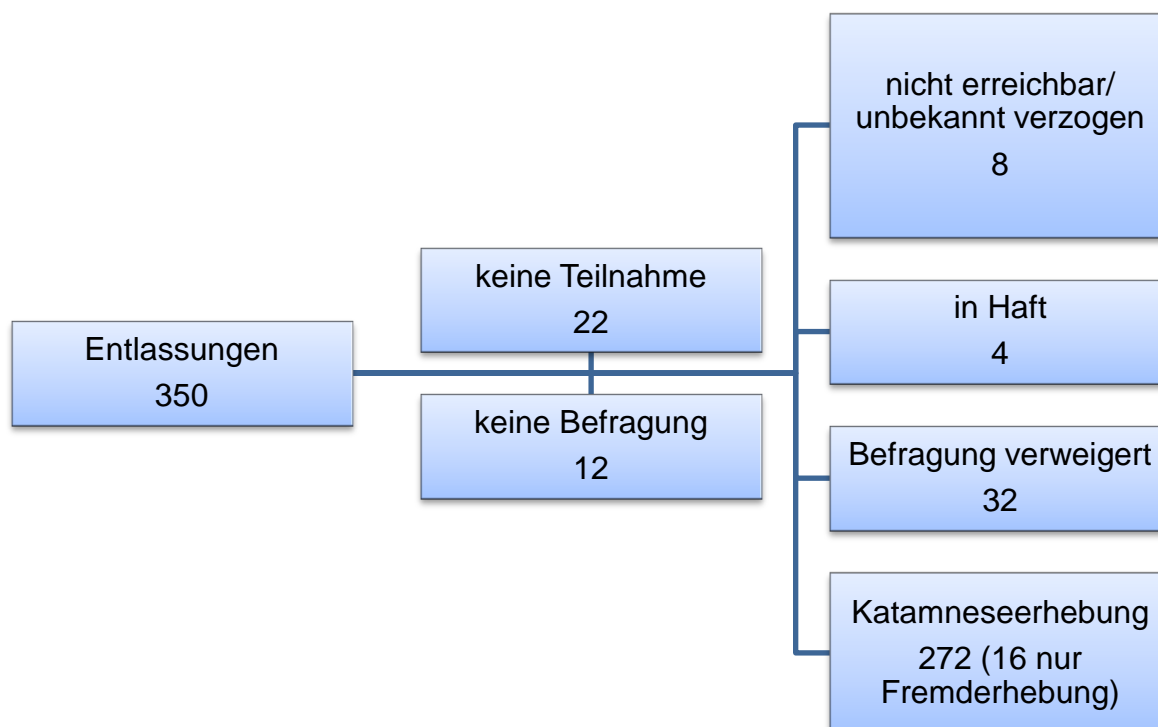 Entlassungen
350
keine Teilnahme
22
keine Befragung
12
nicht erreichbar/
unbekannt verzogen
8
in Haft
4
Befragung verweigert
32
Katamneseerhebung
272 (16 nur
Fremderhebung)